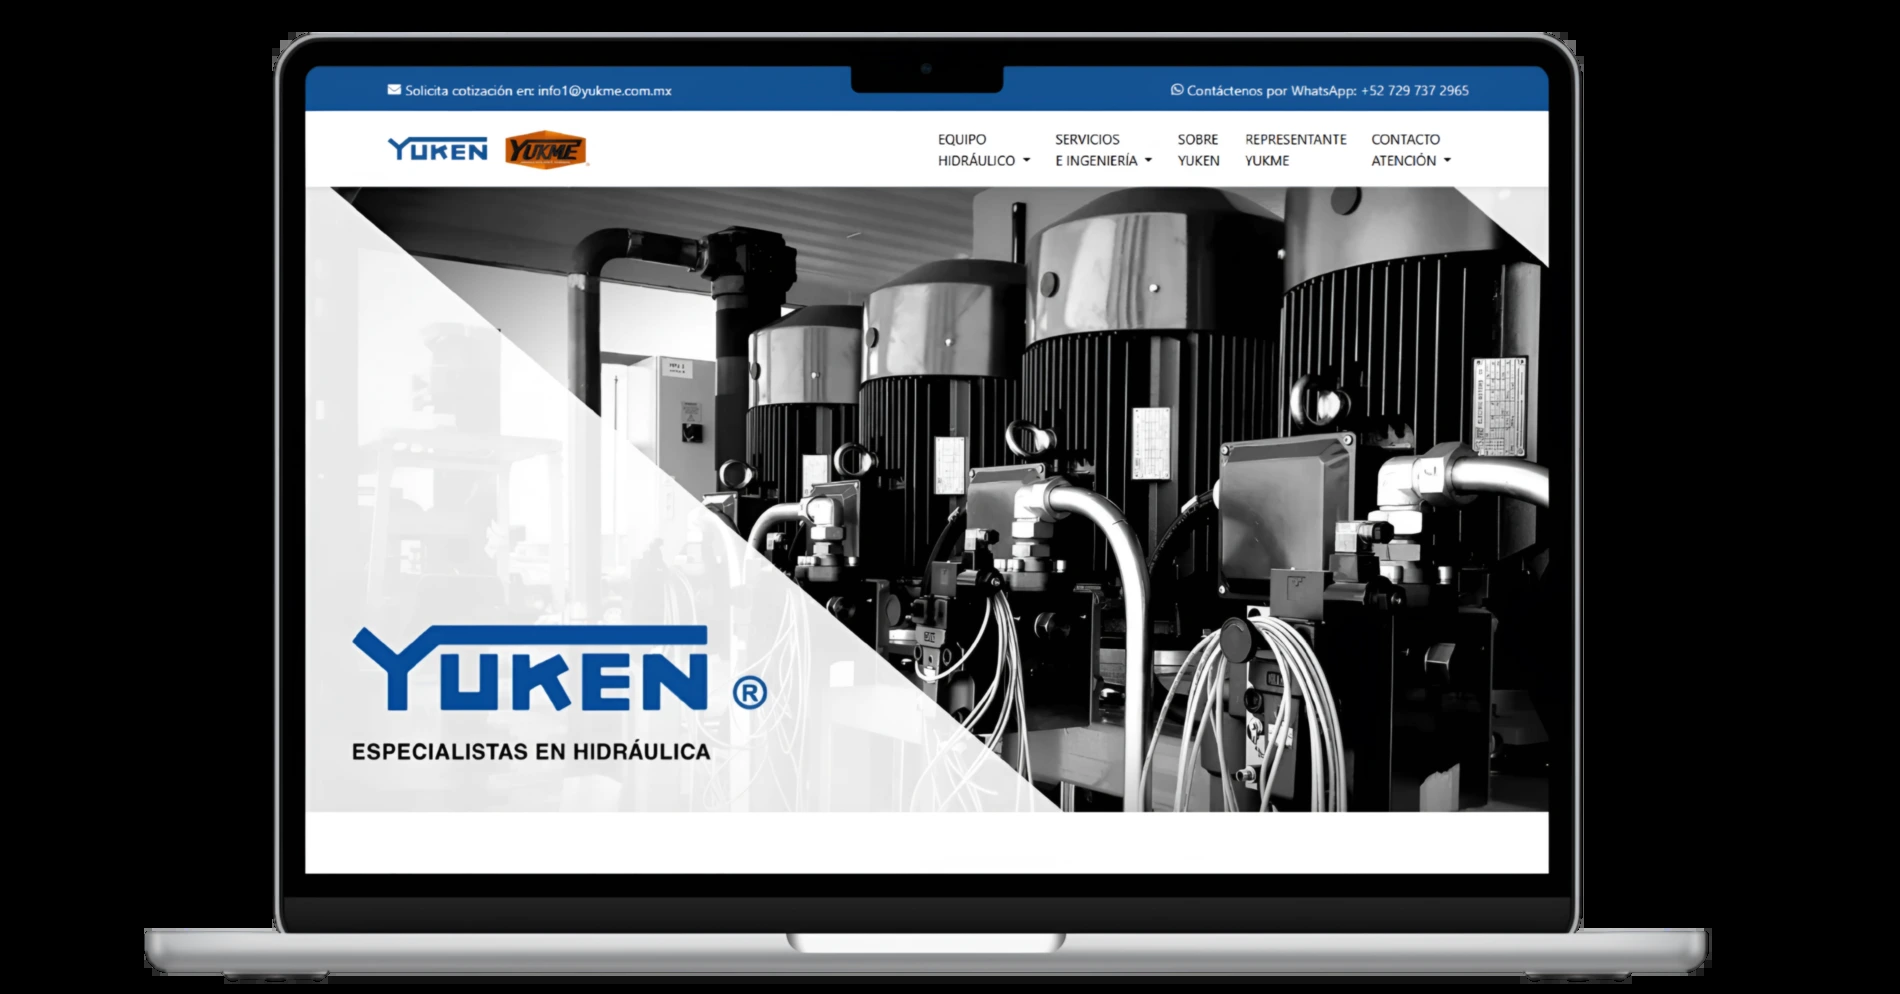 Solicita cotización en: info1@yukme.com.mx
Contáctenos por WhatsApp: +52 729 737 2965
YUKEN
YUKME
EQUIPO
HIDRÁULICO
SERVICIOS
E INGENIERÍA
SOBRE
YUKEN
REPRESENTANTE
YUKME
CONTACTO
ATENCIÓN
YUKEN ®
ESPECIALISTAS EN HIDRÁULICA